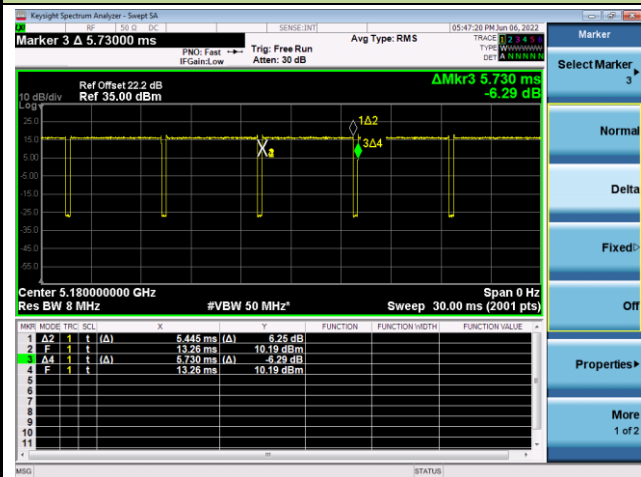 Keysight Spectrum Analyzer - Swept SA
LXI RF 50 Ω DC SENSE:INT 05:47:20 PM Jun 06, 2022
Marker 3 Δ 5.73000 ms
PNO: Fast
IFGain:Low
Trig: Free Run
Atten: 30 dB
Avg Type: RMS
TRACE 1 2 3 4 5 6
TYPE WWWWWW
DET A NNNNN
Ref Offset 22.2 dB
10 dB/div Ref 35.00 dBm
ΔMkr3 5.730 ms
-6.29 dB
Log
25.0
15.0
5.00
-5.00
-15.0
-25.0
-35.0
-45.0
-55.0
1Δ2
3Δ4
Center 5.180000000 GHz
Span 0 Hz
Res BW 8 MHz
#VBW 50 MHz*
Sweep 30.00 ms (2001 pts)
MKR MODE TRC SCL X Y FUNCTION FUNCTION WIDTH FUNCTION VALUE
1 Δ2 1 t (Δ) 5.445 ms (Δ) 6.25 dB
2 F 1 t 13.26 ms 10.19 dBm
3 Δ4 1 t (Δ) 5.730 ms (Δ) -6.29 dB
4 F 1 t 13.26 ms 10.19 dBm
5
6
7
8
9
10
11
MSG
STATUS
Marker
Select Marker
3
Normal
Delta
Fixed
Off
Properties
More
1 of 2